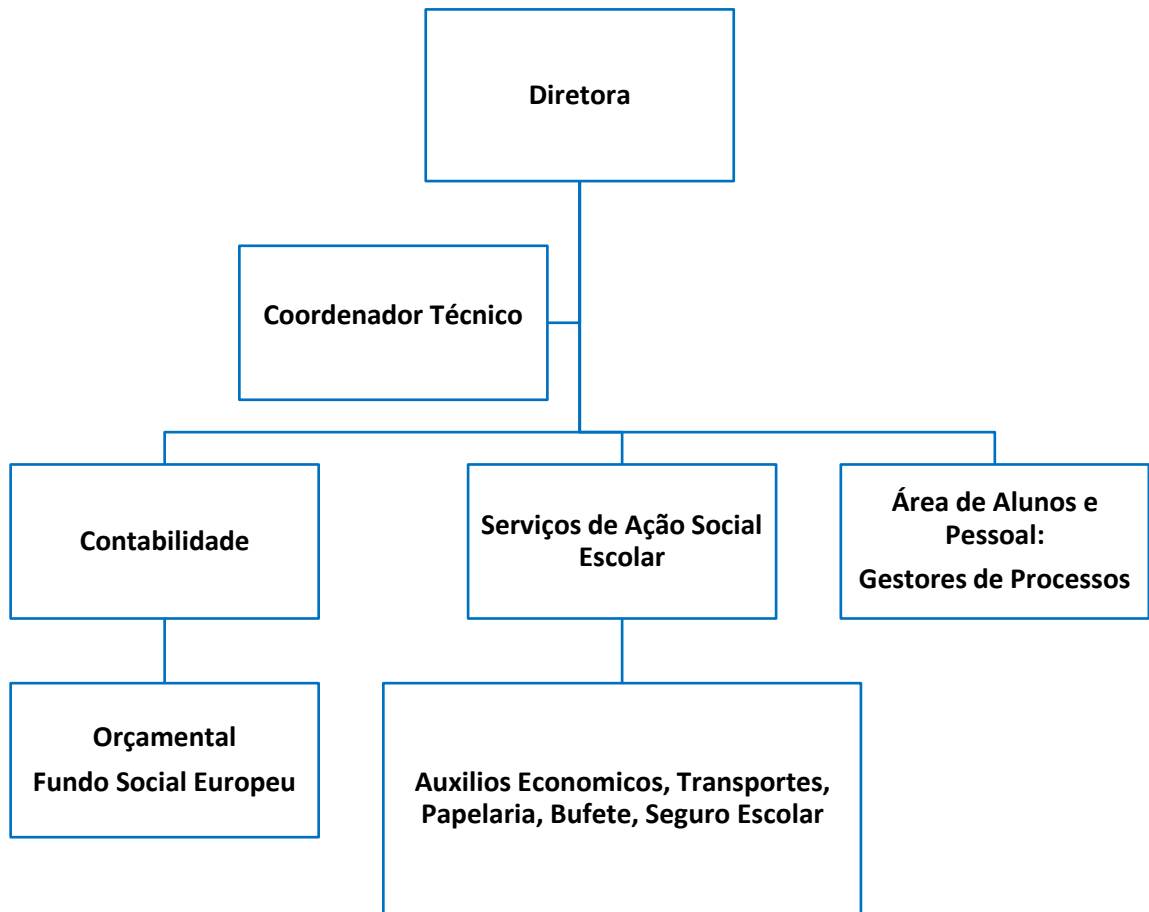 Diretora
Coordenador Técnico
Contabilidade
Serviços de Ação Social
Escolar
Área de Alunos e
Pessoal:
Gestores de Processos
Orçamental
Fundo Social Europeu
Auxilios Economicos, Transportes,
Papelaria, Bufete, Seguro Escolar